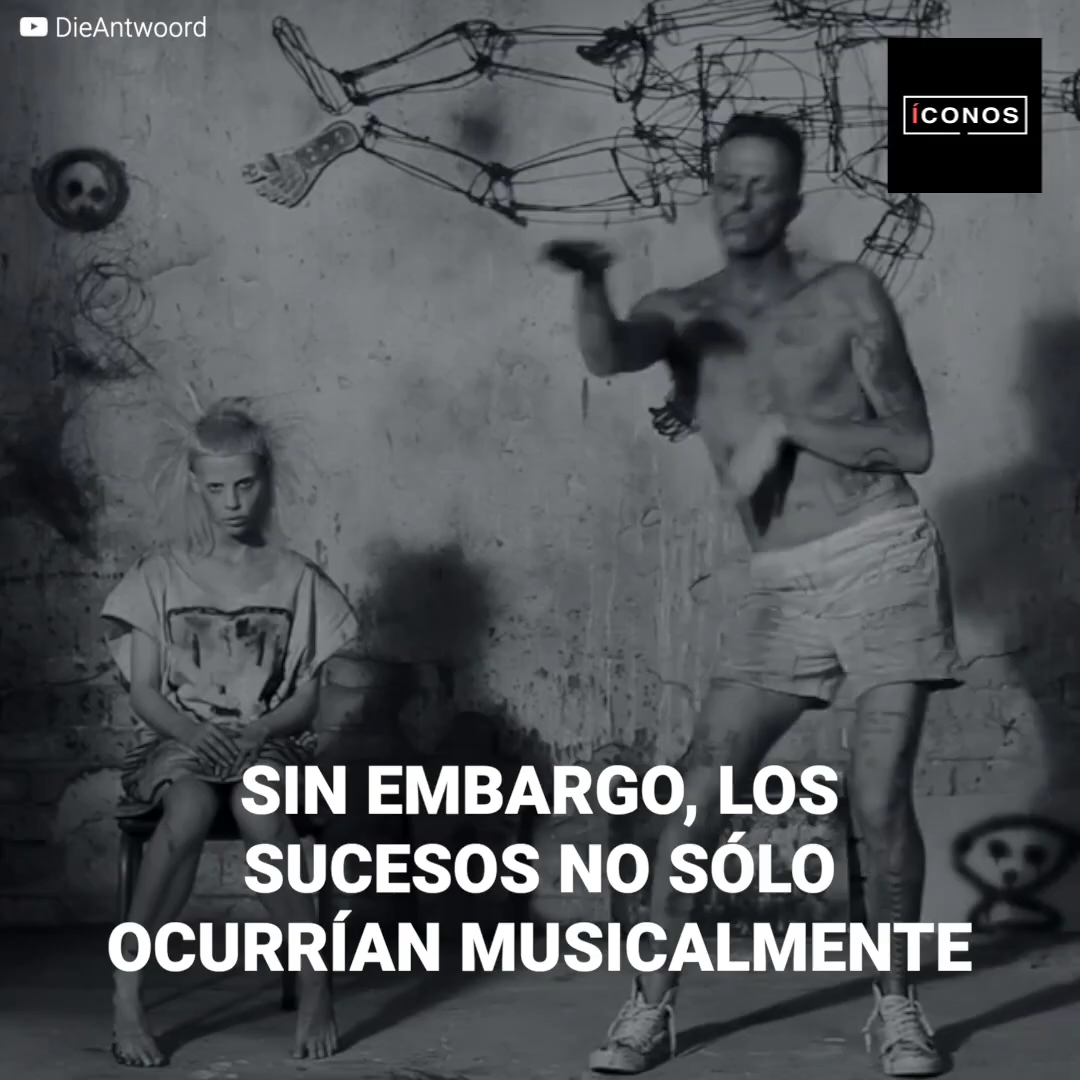 DieAntwoord
ÍCONOS
SIN EMBARGO, LOS
SUCESOS NO SÓLO
OCURRÍAN MUSICALMENTE